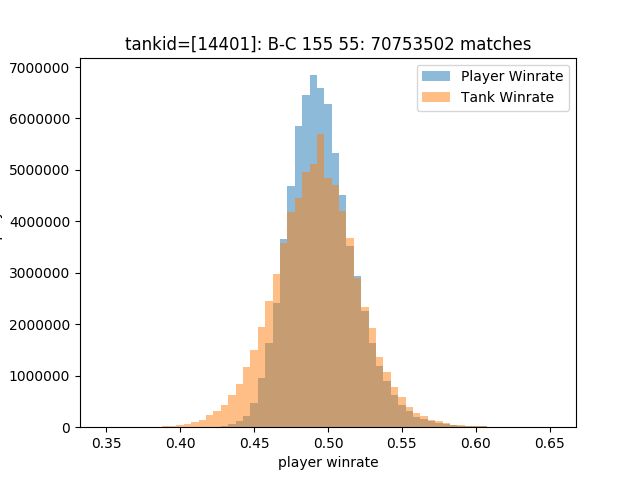 tankid=[14401]: B-C 155 55: 70753502 matches
Player Winrate
Tank Winrate
7000000
6000000
5000000
4000000
3000000
2000000
1000000
0
0.35 0.40 0.45 0.50 0.55 0.60 0.65
player winrate